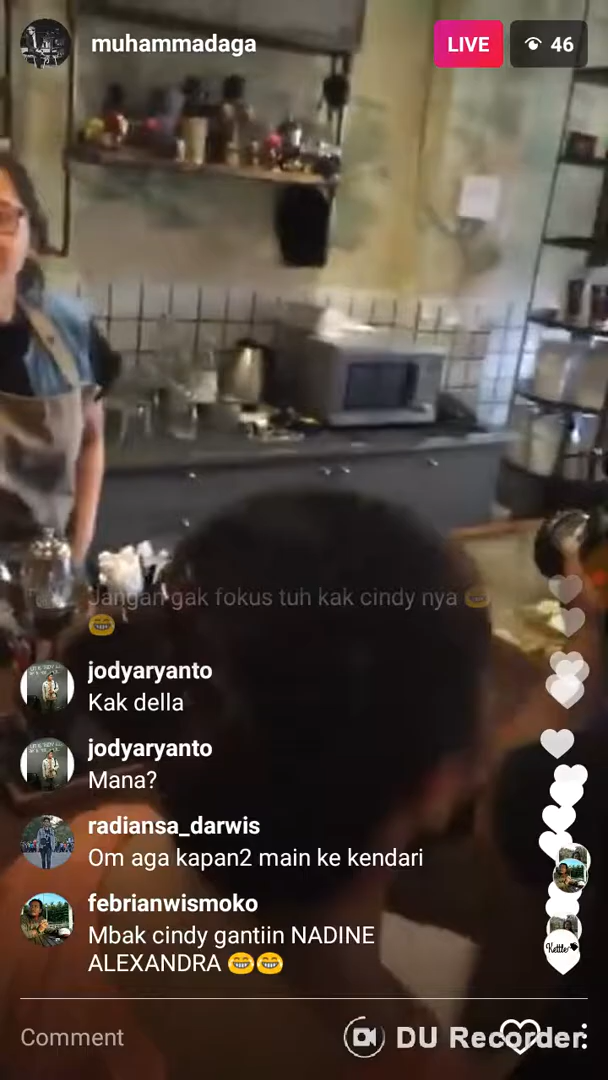 muhammadaga
LIVE
46
Jangan gak fokus tuh kak cindy nya 😂
😂
jodyaryanto
Kak della
jodyaryanto
Mana?
radiansa_darwis
Om aga kapan2 main ke kendari
febrianwismoko
Mbak cindy gantiin NADINE
ALEXANDRA 😂😂
Kettle
Comment
DU Recorder